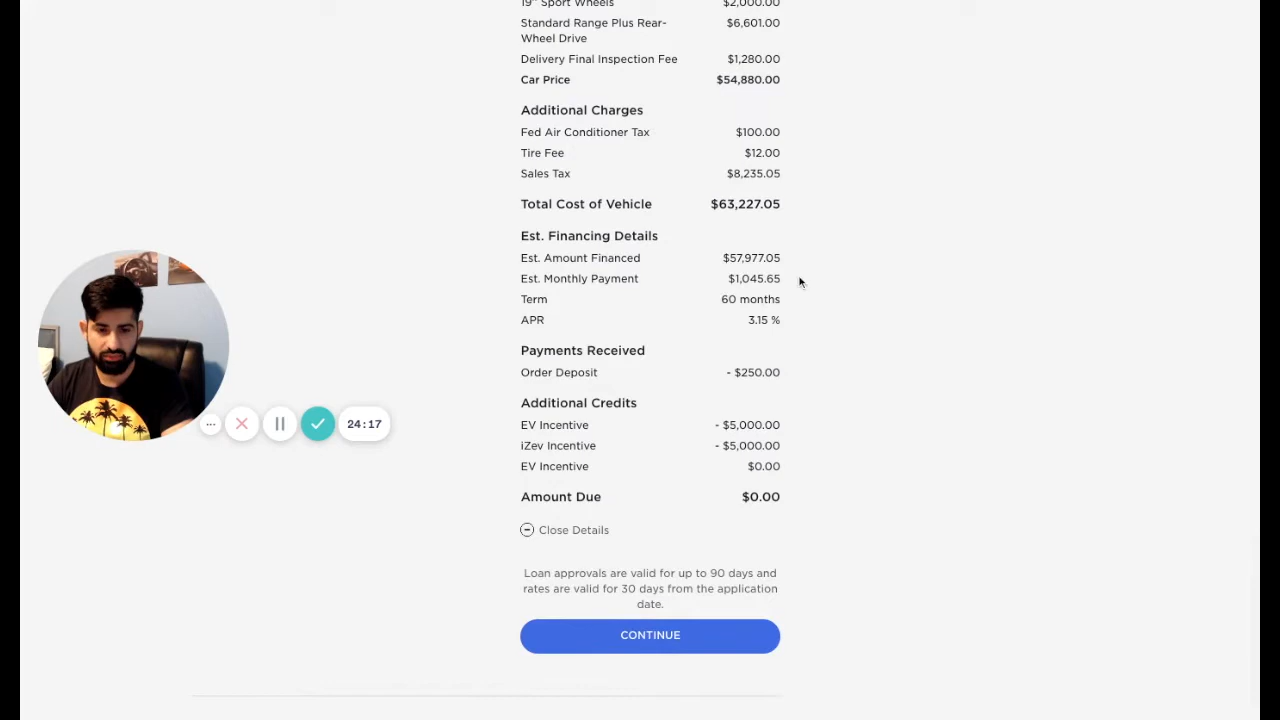 19" Sport Wheels $2,000.00
Standard Range Plus Rear- $6,601.00
Wheel Drive
Delivery Final Inspection Fee $1,280.00
Car Price $54,880.00
Additional Charges
Fed Air Conditioner Tax $100.00
Tire Fee $12.00
Sales Tax $8,235.05
Total Cost of Vehicle $63,227.05
Est. Financing Details
Est. Amount Financed $57,977.05
Est. Monthly Payment $1,045.65
Term 60 months
APR 3.15 %
Payments Received
Order Deposit - $250.00
Additional Credits
EV Incentive - $5,000.00
iZev Incentive - $5,000.00
EV Incentive $0.00
Amount Due $0.00
Close Details
Loan approvals are valid for up to 90 days and
rates are valid for 30 days from the application
date.
CONTINUE
24:17